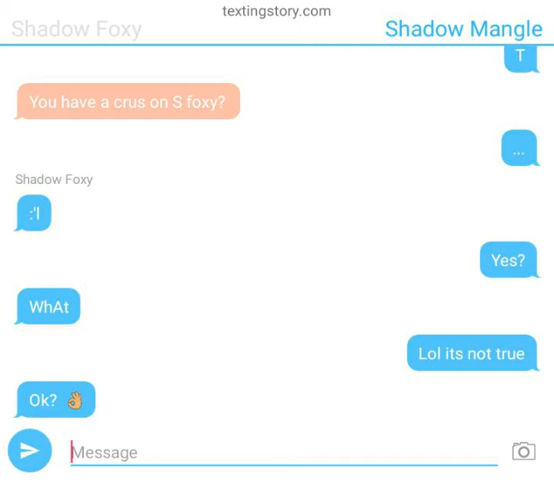 textingstory.com
Shadow Foxy
Shadow Mangle
T
You have a crus on S foxy?
...
Shadow Foxy
:'l
Yes?
WhAt
Lol its not true
Ok? 👌🏽
Message